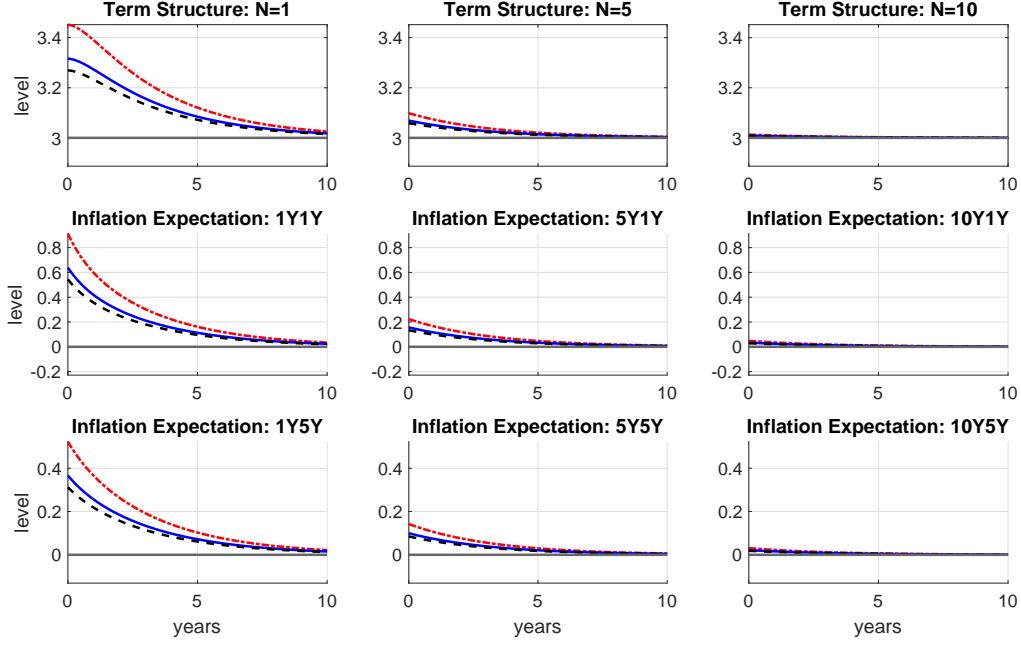 Term Structure: N=1 Term Structure: N=5 Term Structure: N=10
3.4 3.4 3.4
level
3.2 3.2 3.2
3 3 3
0 5 10 0 5 10 0 5 10
Inflation Expectation: 1Y1Y Inflation Expectation: 5Y1Y Inflation Expectation: 10Y1Y
0.8 0.8 0.8
0.6 0.6 0.6
level
0.4 0.4 0.4
0.2 0.2 0.2
0 0 0
-0.2 -0.2 -0.2
0 5 10 0 5 10 0 5 10
Inflation Expectation: 1Y5Y Inflation Expectation: 5Y5Y Inflation Expectation: 10Y5Y
0.4 0.4 0.4
level
0.2 0.2 0.2
0 0 0
0 5 10 0 5 10 0 5 10
years years years